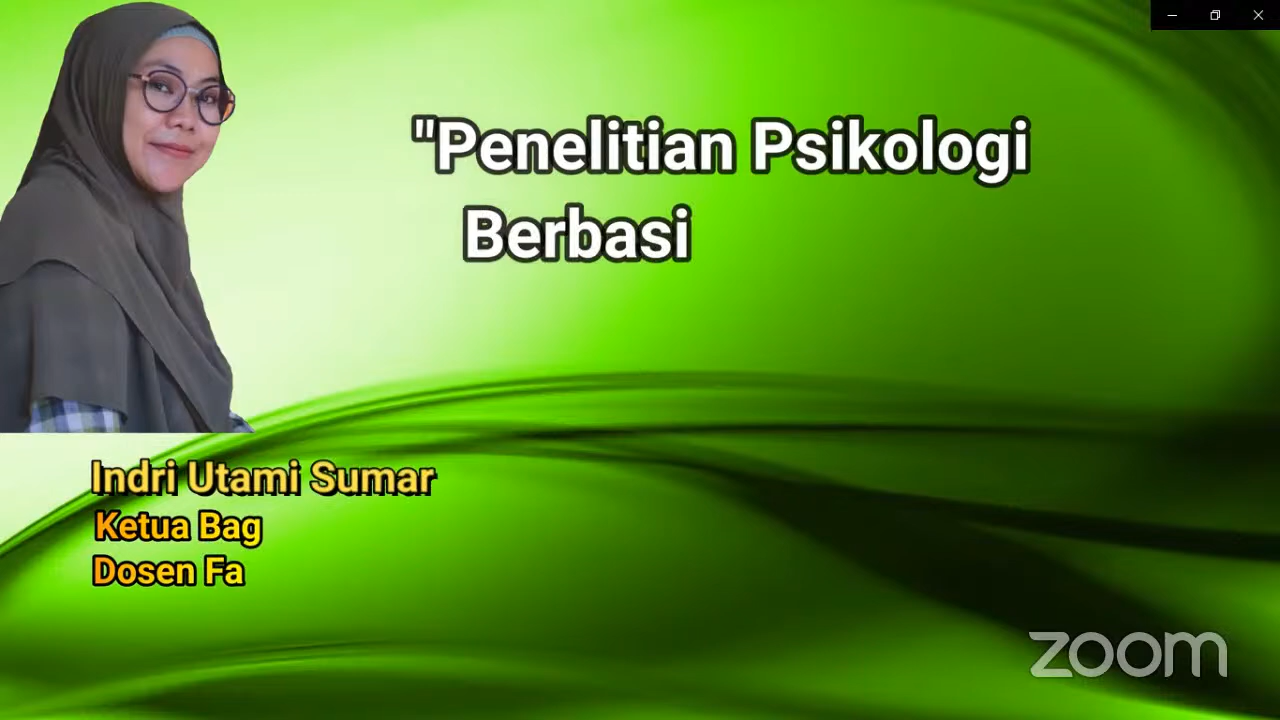 "Penelitian Psikologi
Berbasi
Indri Utami Sumar
Ketua Bag
Dosen Fa
zoom